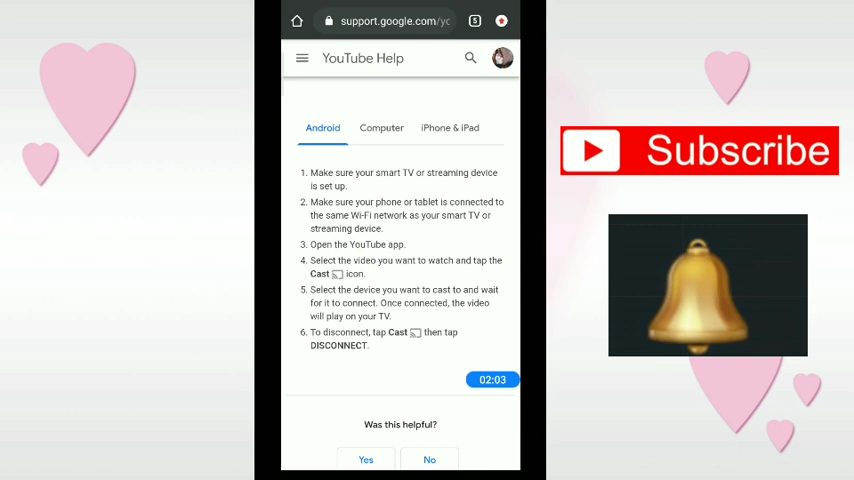 support.google.com/yo
5
YouTube Help
Android
Computer
iPhone & iPad
1. Make sure your smart TV or streaming device
is set up.
2. Make sure your phone or tablet is connected to
the same Wi-Fi network as your smart TV or
streaming device.
3. Open the YouTube app.
4. Select the video you want to watch and tap the
Cast icon.
5. Select the device you want to cast to and wait
for it to connect. Once connected, the video
will play on your TV.
6. To disconnect, tap Cast then tap
DISCONNECT.
02:03
Was this helpful?
Yes
No
Subscribe